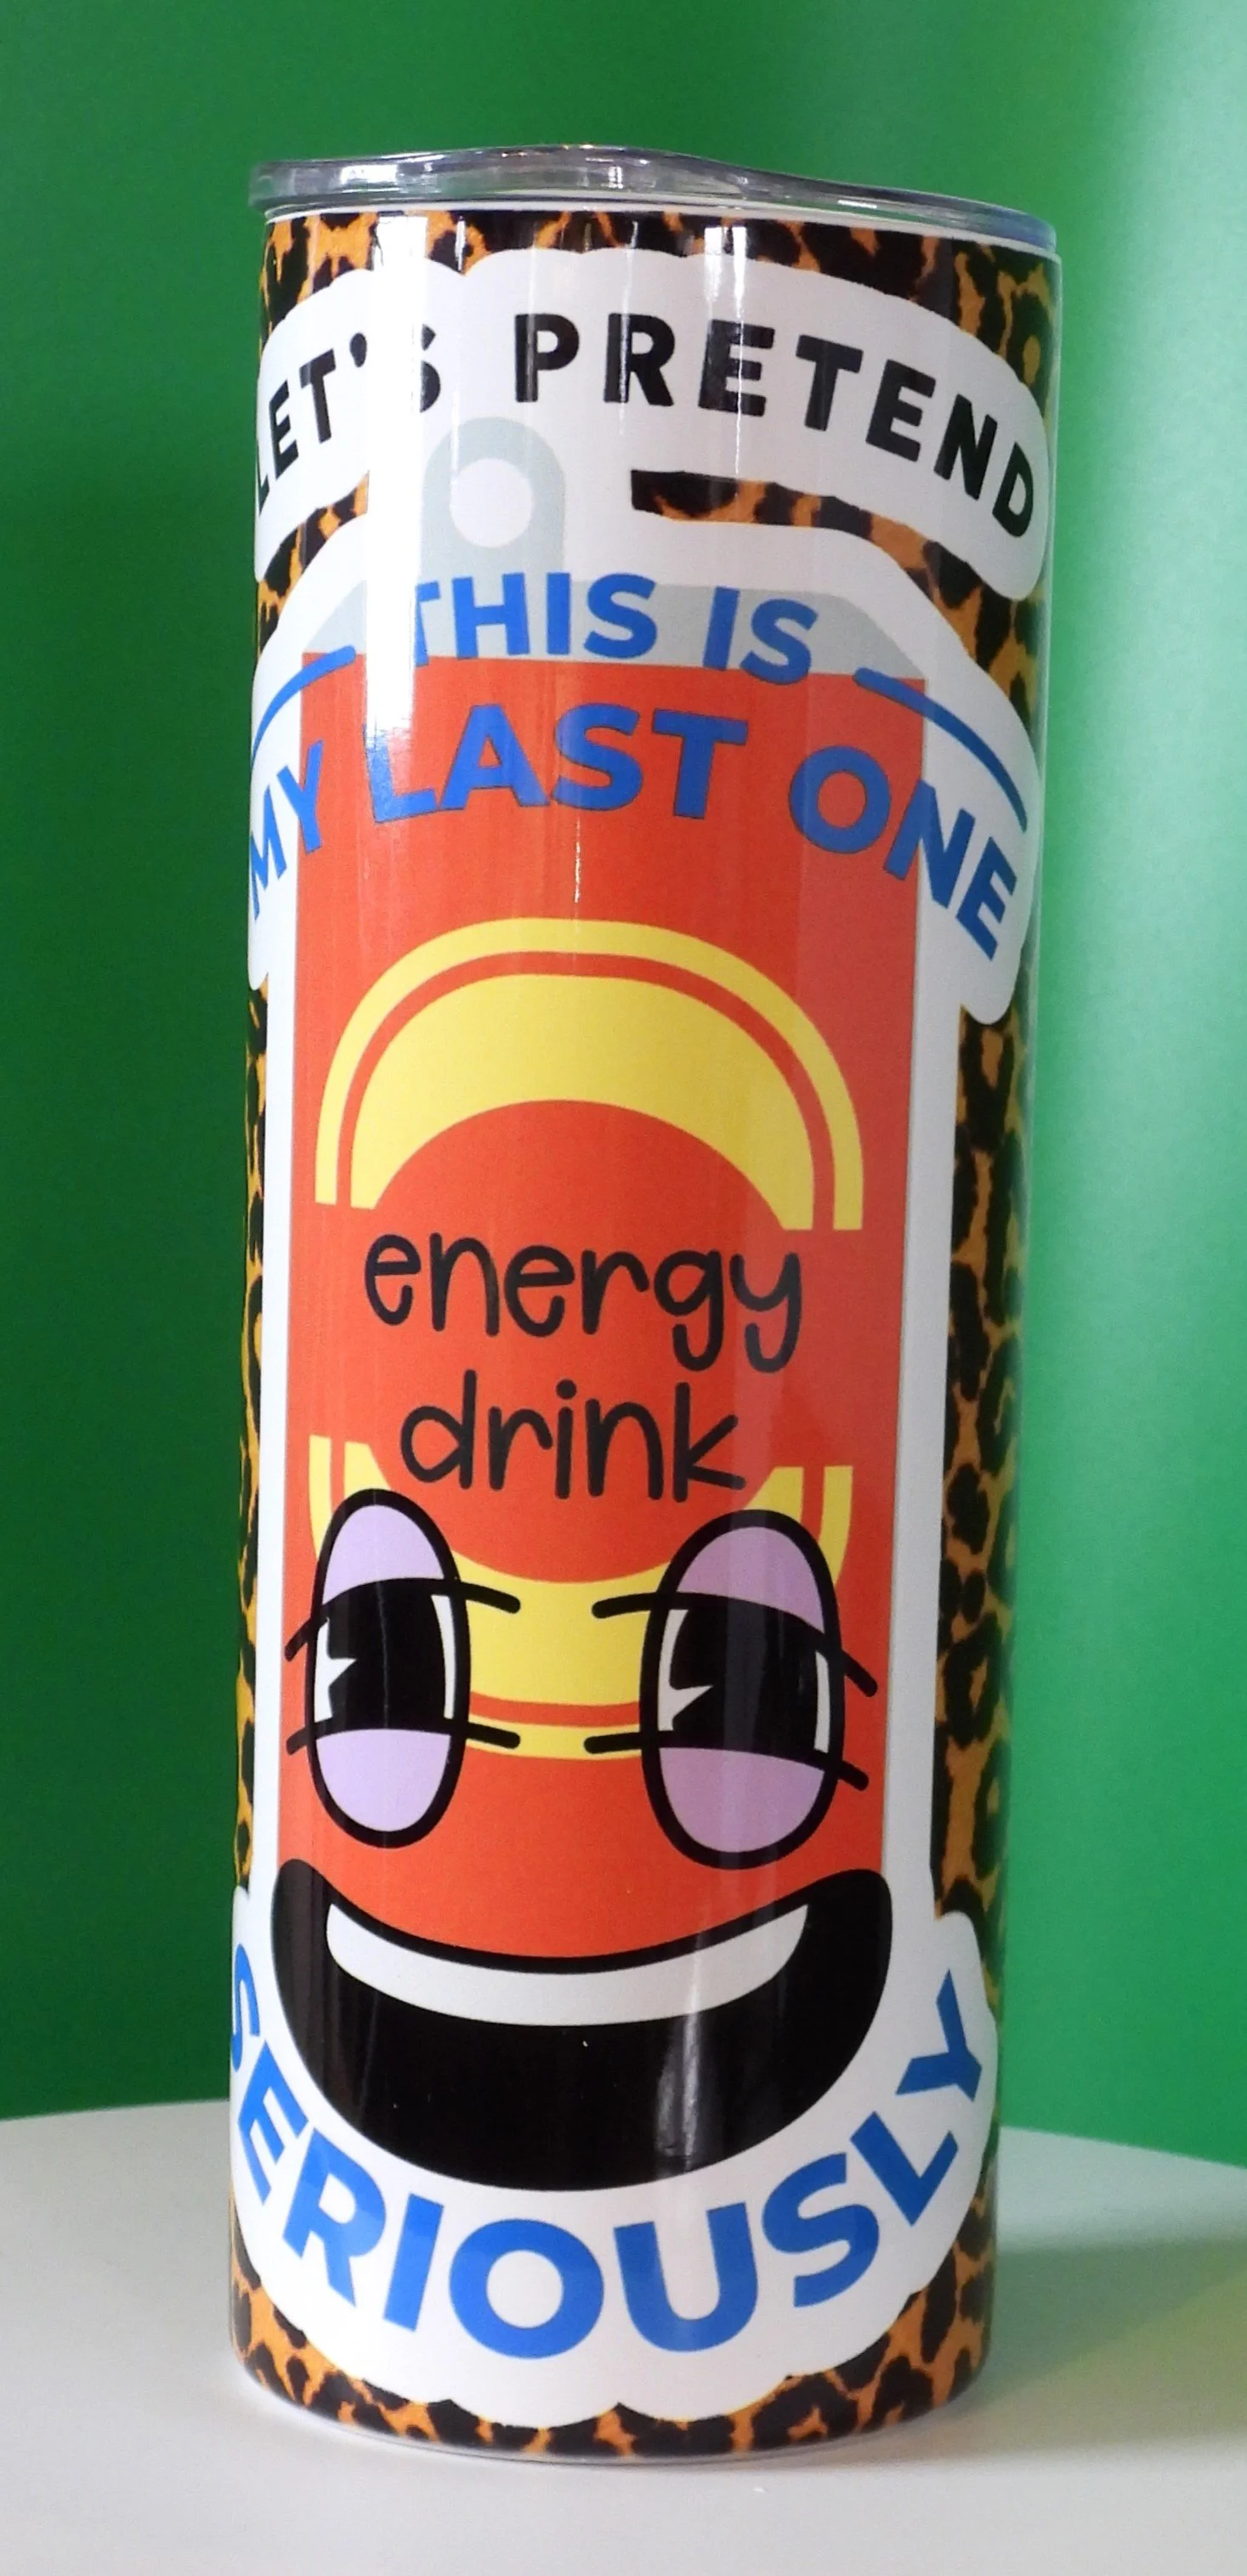 LET'S PRETEND
THIS IS
MY LAST ONE
energy
drink
SERIOUSLY